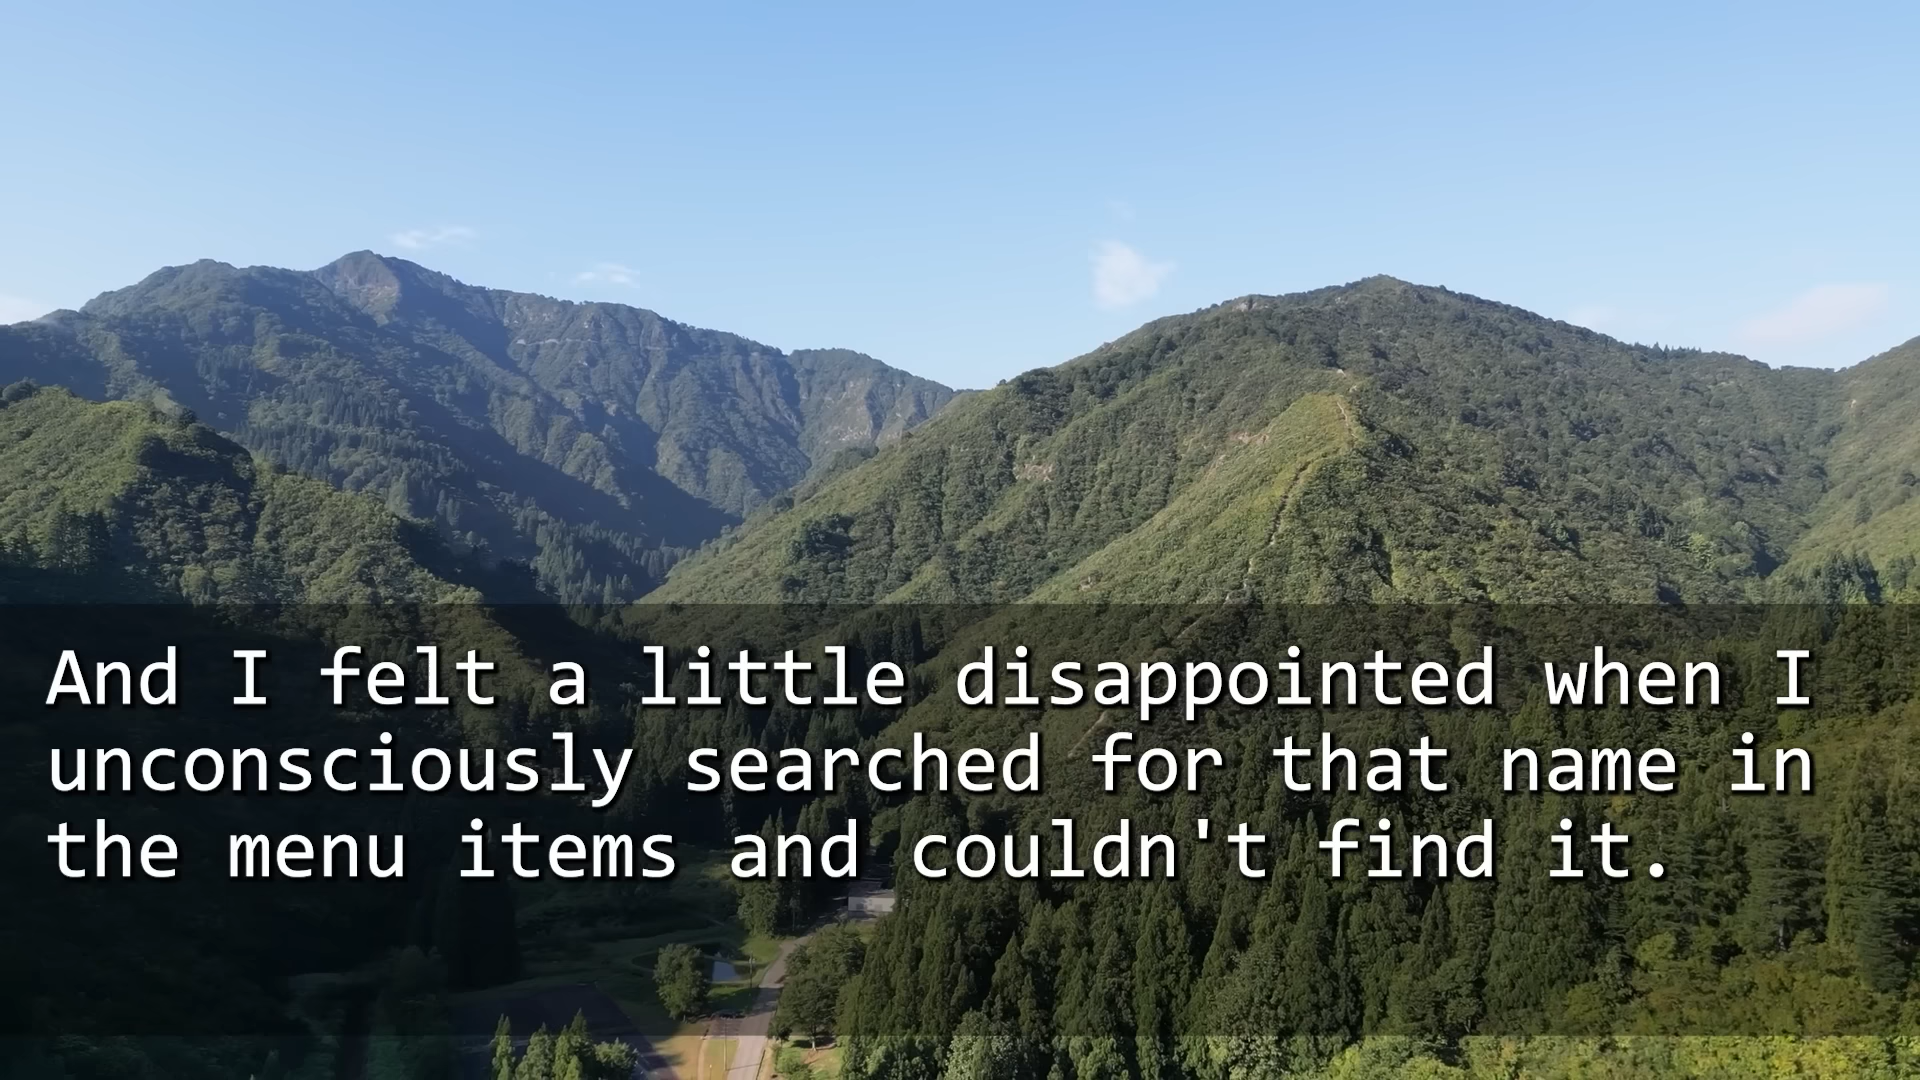 And I felt a little disappointed when I
unconsciously searched for that name in
the menu items and couldn't find it.